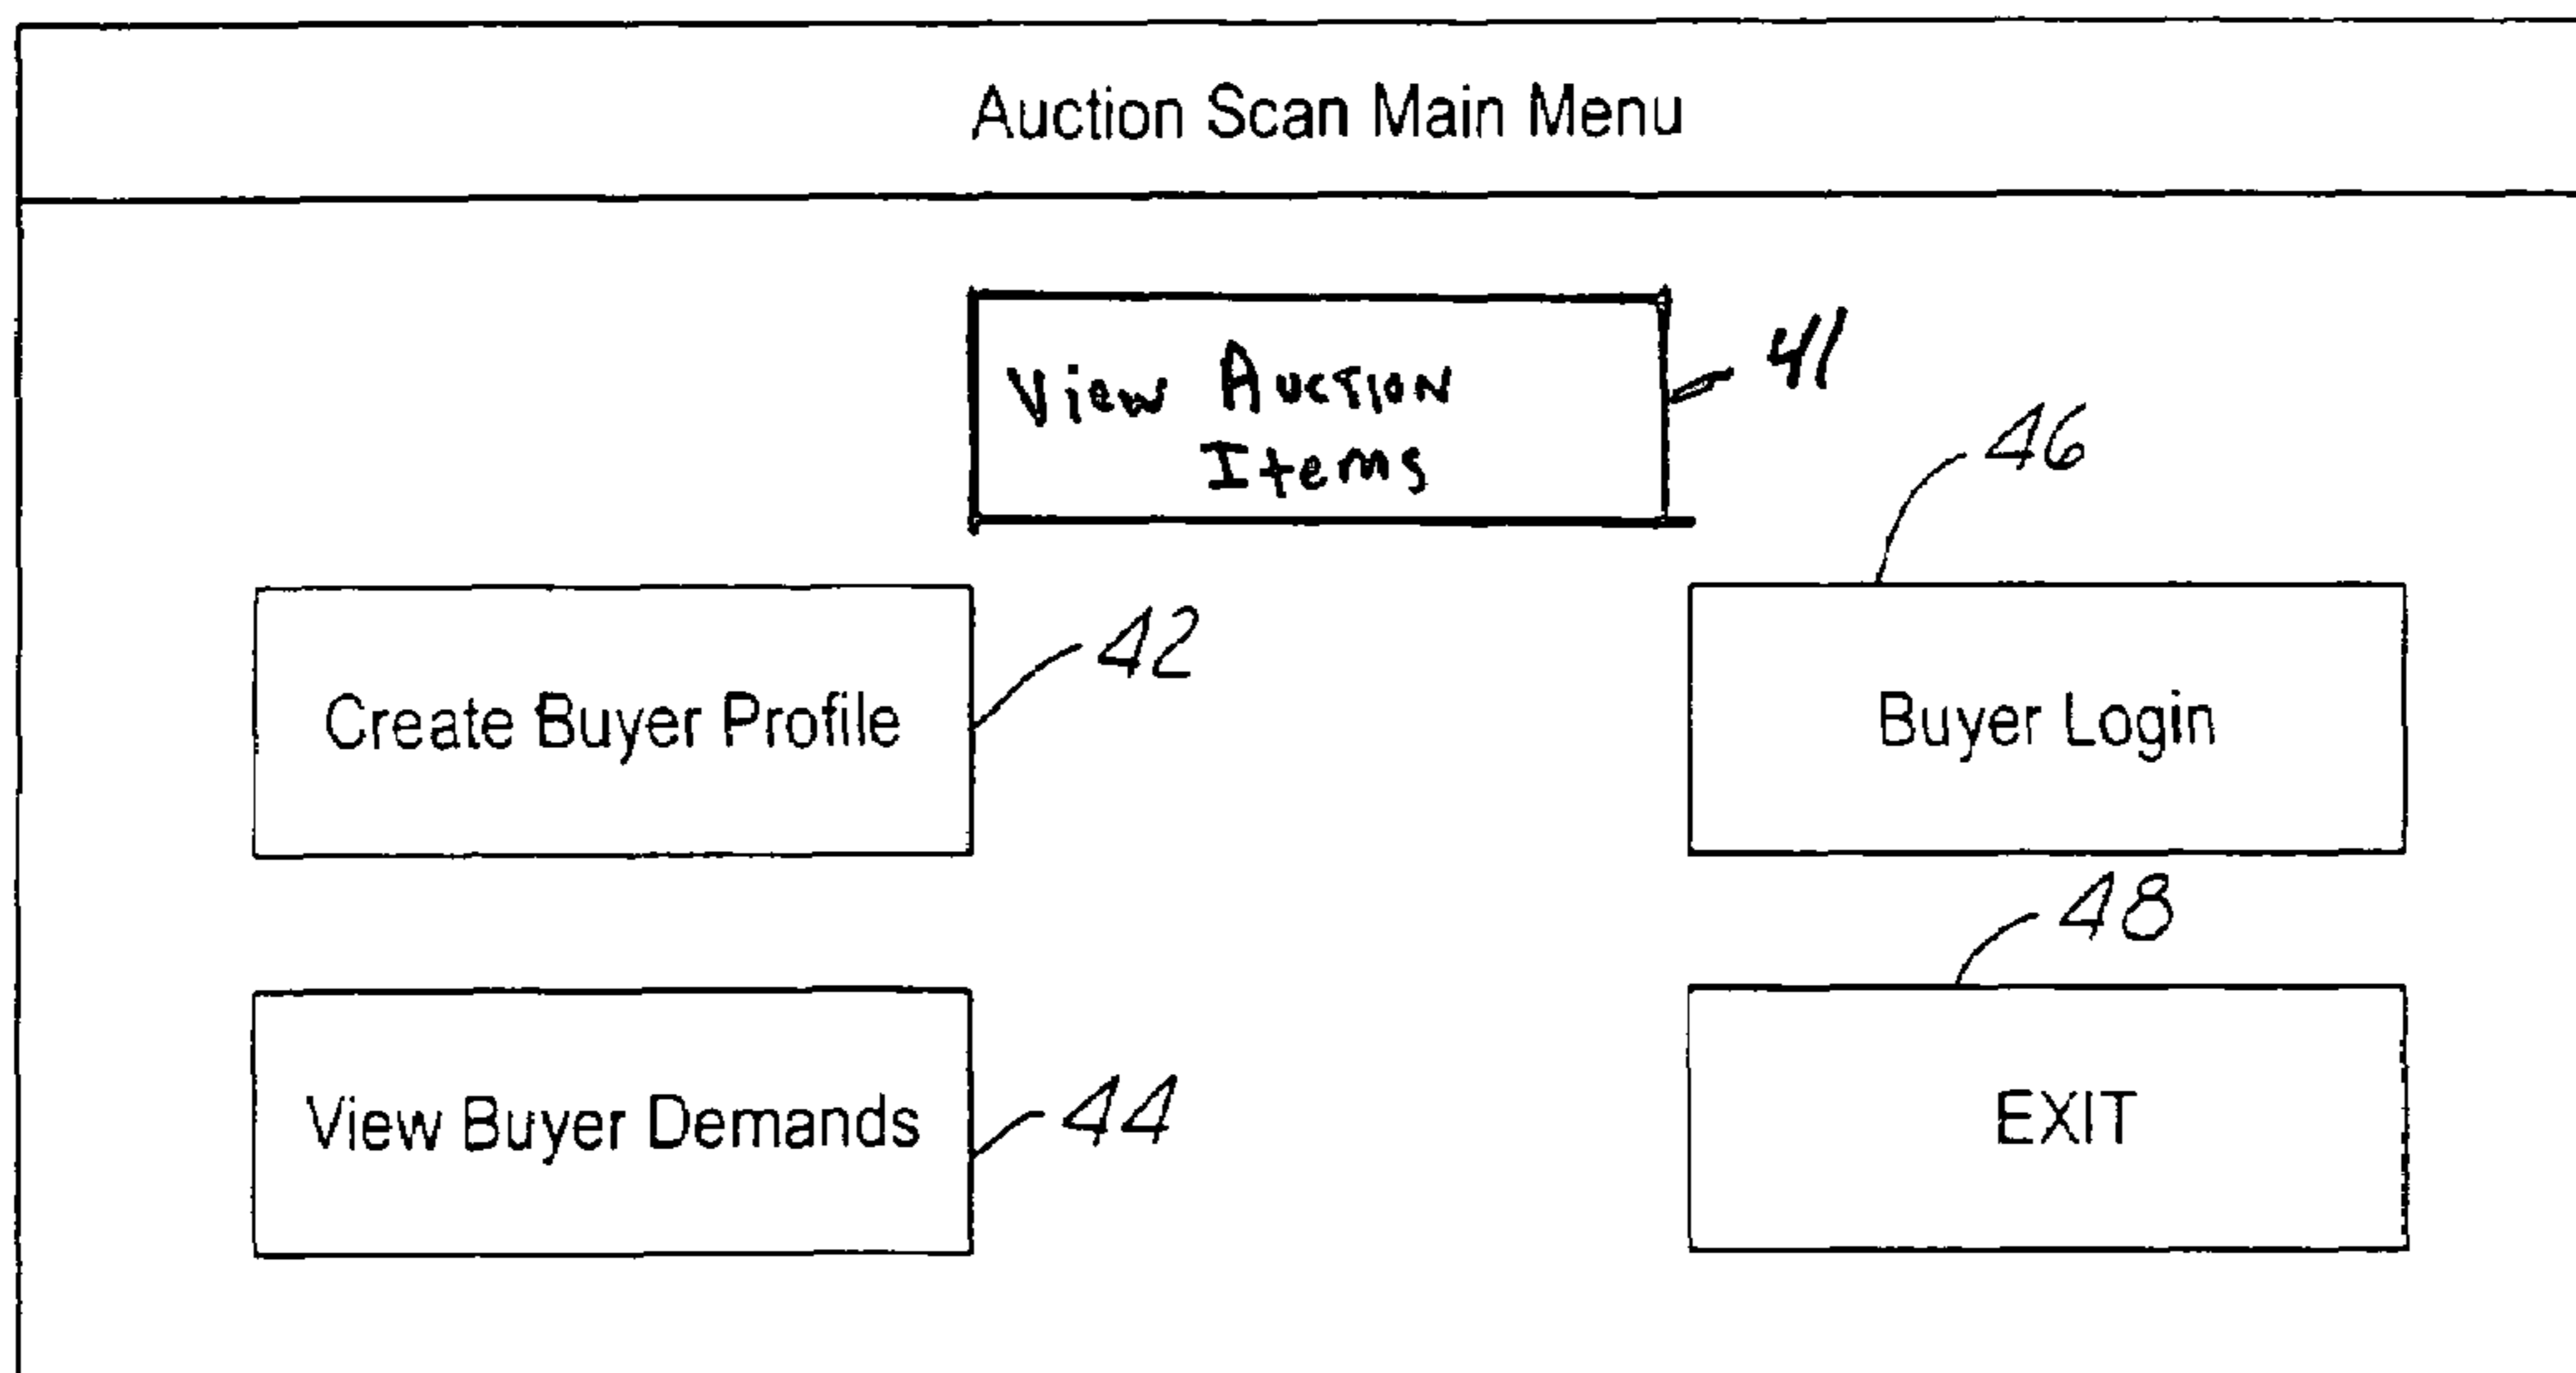 Auction Scan Main Menu
View Auction
Items
41
46
Create Buyer Profile
42
Buyer Login
48
View Buyer Demands
44
EXIT